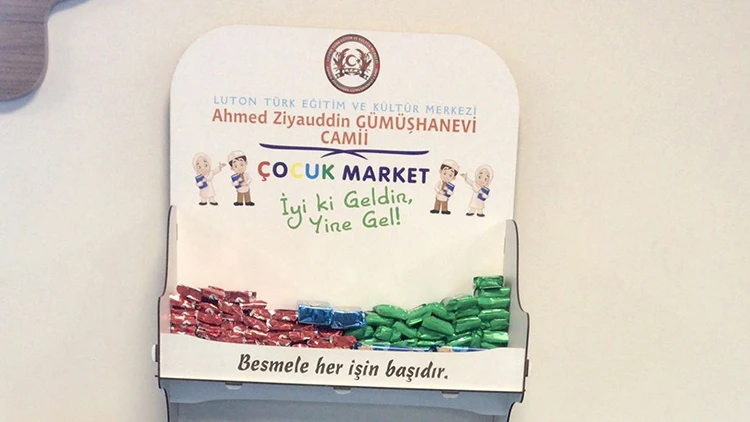 LUTON TÜRK EĞİTİM VE KÜLTÜR MERKEZİ
Ahmed Ziyauddin GÜMÜŞHANEVİ
CAMİİ
ÇOCUK MARKET
İyi ki Geldin,
Yine Gel!
Besmele her işin başıdır.